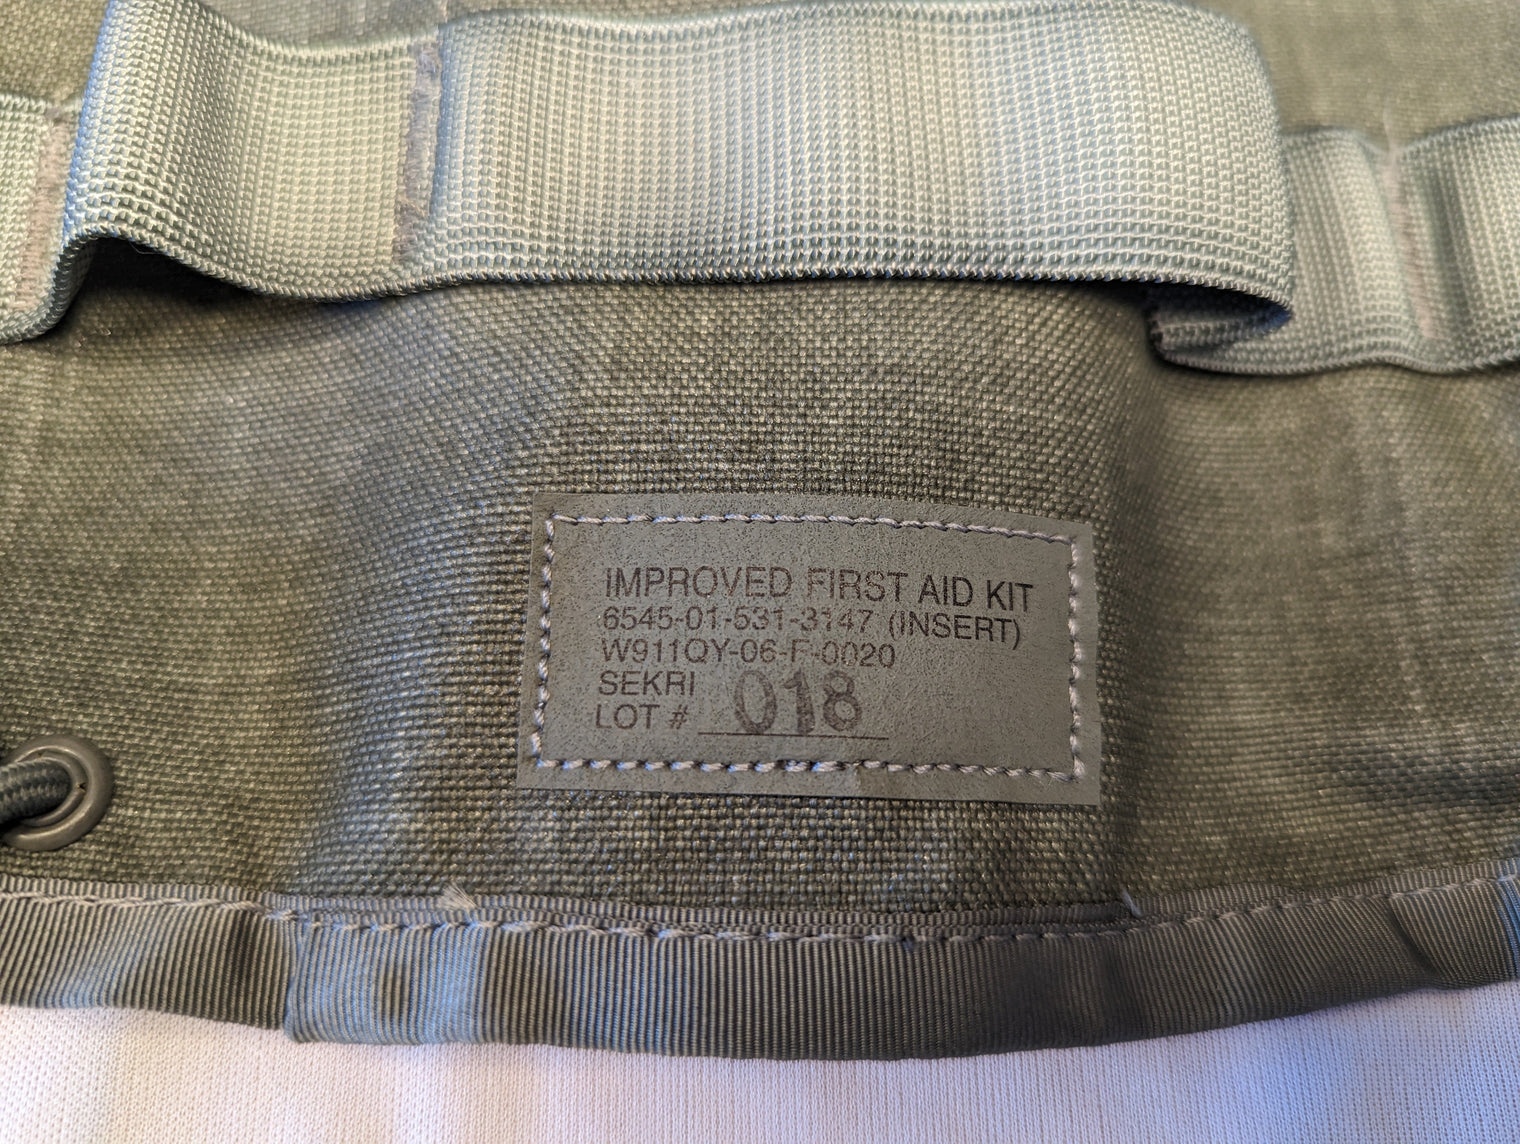 IMPROVED FIRST AID KIT
6545-01-531-3147 (INSERT)
W911QY-06-F-0020
SEKRI
LOT # 018